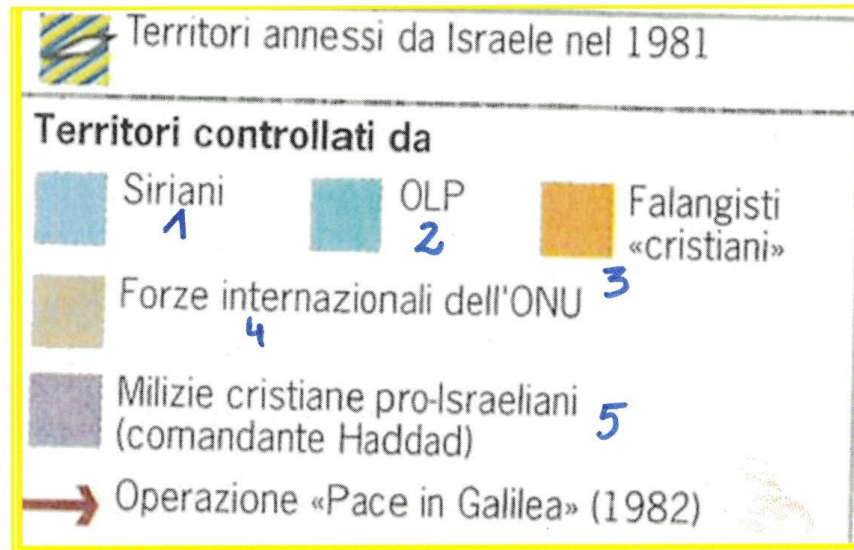 Territori annessi da Israele nel 1981
Territori controllati da
Siriani
1
OLP
2
Falangisti
«cristiani»
3
Forze internazionali dell'ONU
4
Milizie cristiane pro-Israeliani
(comandante Haddad)
5
Operazione «Pace in Galilea» (1982)